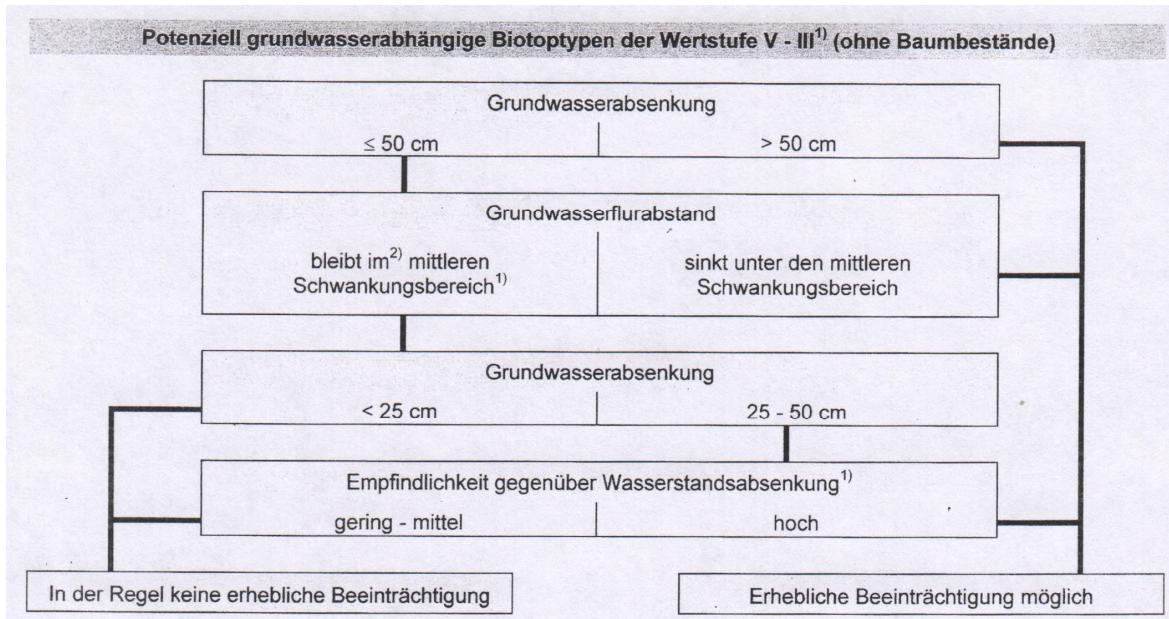 Potenziell grundwasserabhängige Biotoptypen der Wertstufe V - III1) (ohne Baumbestände)
Grundwasserabsenkung
≤ 50 cm
> 50 cm
Grundwasserflurabstand
bleibt im2) mittleren
Schwankungsbereich1)
sinkt unter den mittleren
Schwankungsbereich
Grundwasserabsenkung
< 25 cm
25 - 50 cm
Empfindlichkeit gegenüber Wasserstandsabsenkung1)
gering - mittel
hoch
In der Regel keine erhebliche Beeinträchtigung
Erhebliche Beeinträchtigung möglich